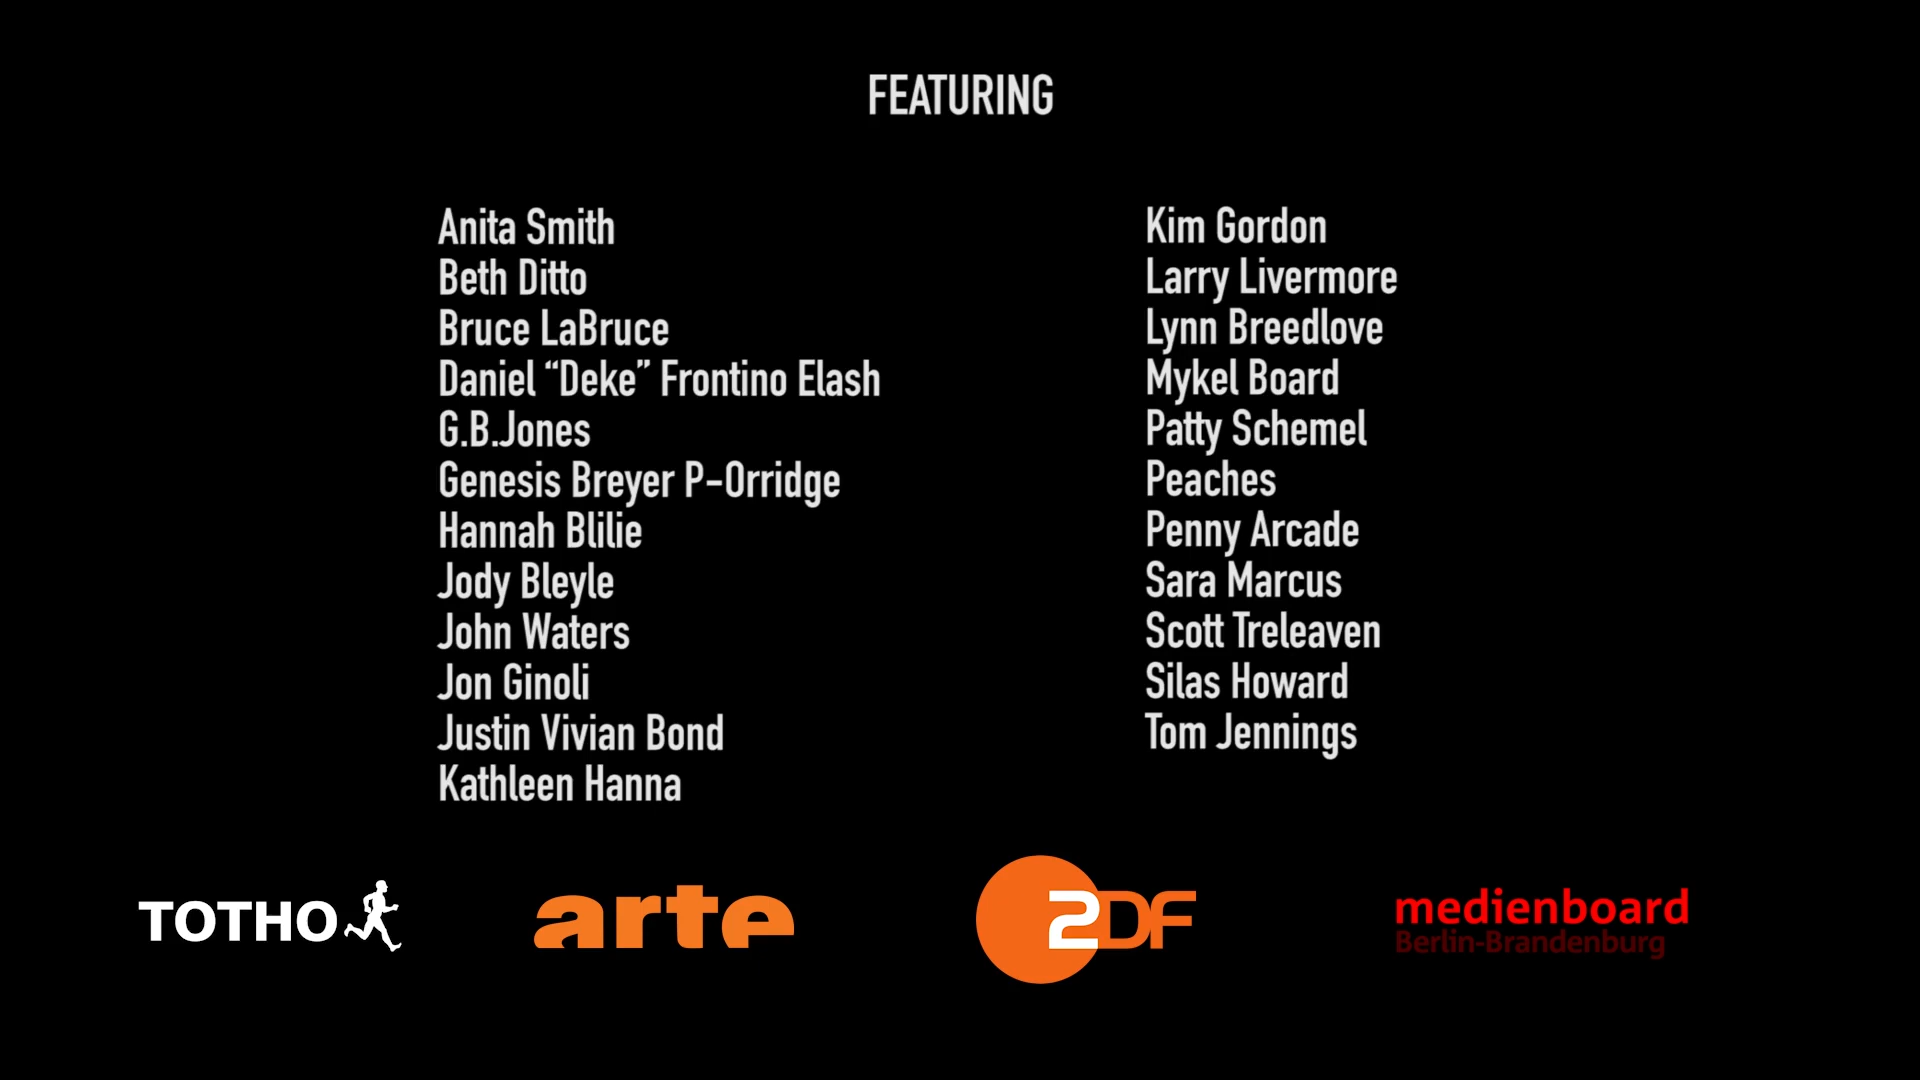 FEATURING
Anita Smith
Beth Ditto
Bruce LaBruce
Daniel “Deke” Frontino Elash
G.B.Jones
Genesis Breyer P-Orridge
Hannah Blilie
Jody Bleyle
John Waters
Jon Ginoli
Justin Vivian Bond
Kathleen Hanna
Kim Gordon
Larry Livermore
Lynn Breedlove
Mykel Board
Patty Schemel
Peaches
Penny Arcade
Sara Marcus
Scott Treleaven
Silas Howard
Tom Jennings
TOTHO
arte
2DF
medienboard
Berlin-Brandenburg